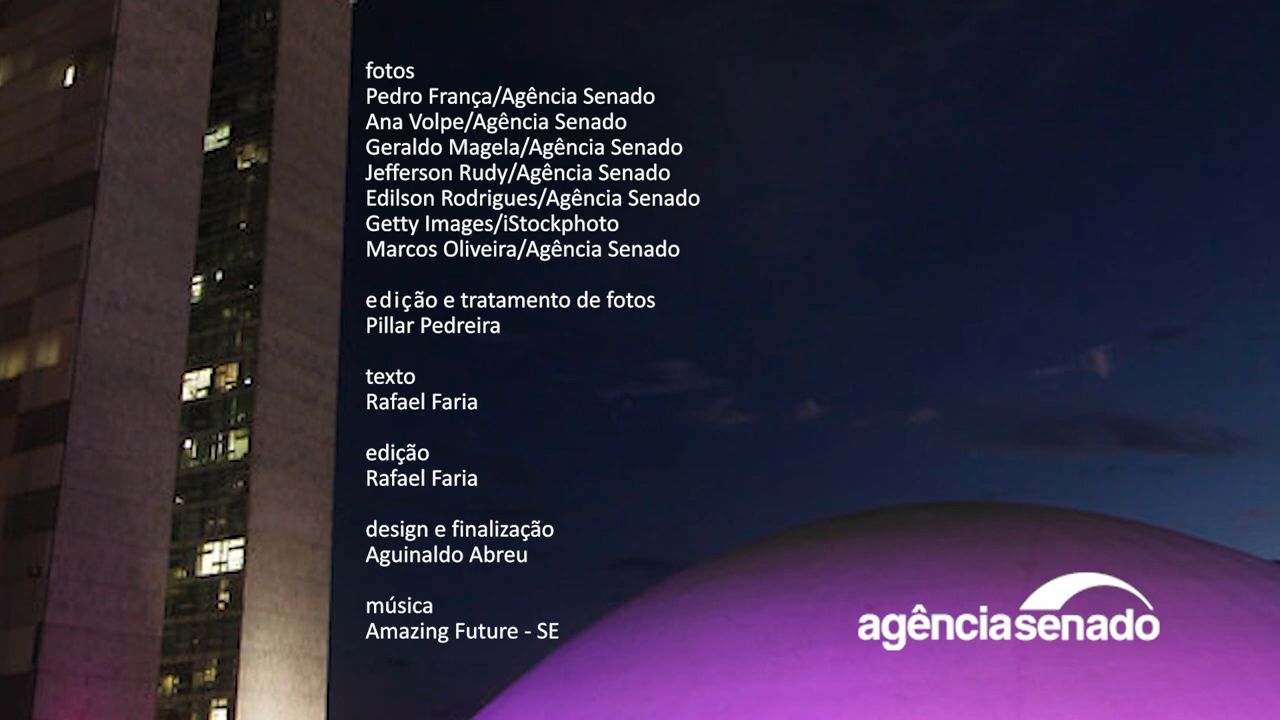 fotos
Pedro França/Agência Senado
Ana Volpe/Agência Senado
Geraldo Magela/Agência Senado
Jefferson Rudy/Agência Senado
Edilson Rodrigues/Agência Senado
Getty Images/iStockphoto
Marcos Oliveira/Agência Senado
edição e tratamento de fotos
Pillar Pedreira
texto
Rafael Faria
edição
Rafael Faria
design e finalização
Aguinaldo Abreu
música
Amazing Future - SE
agênciasenado